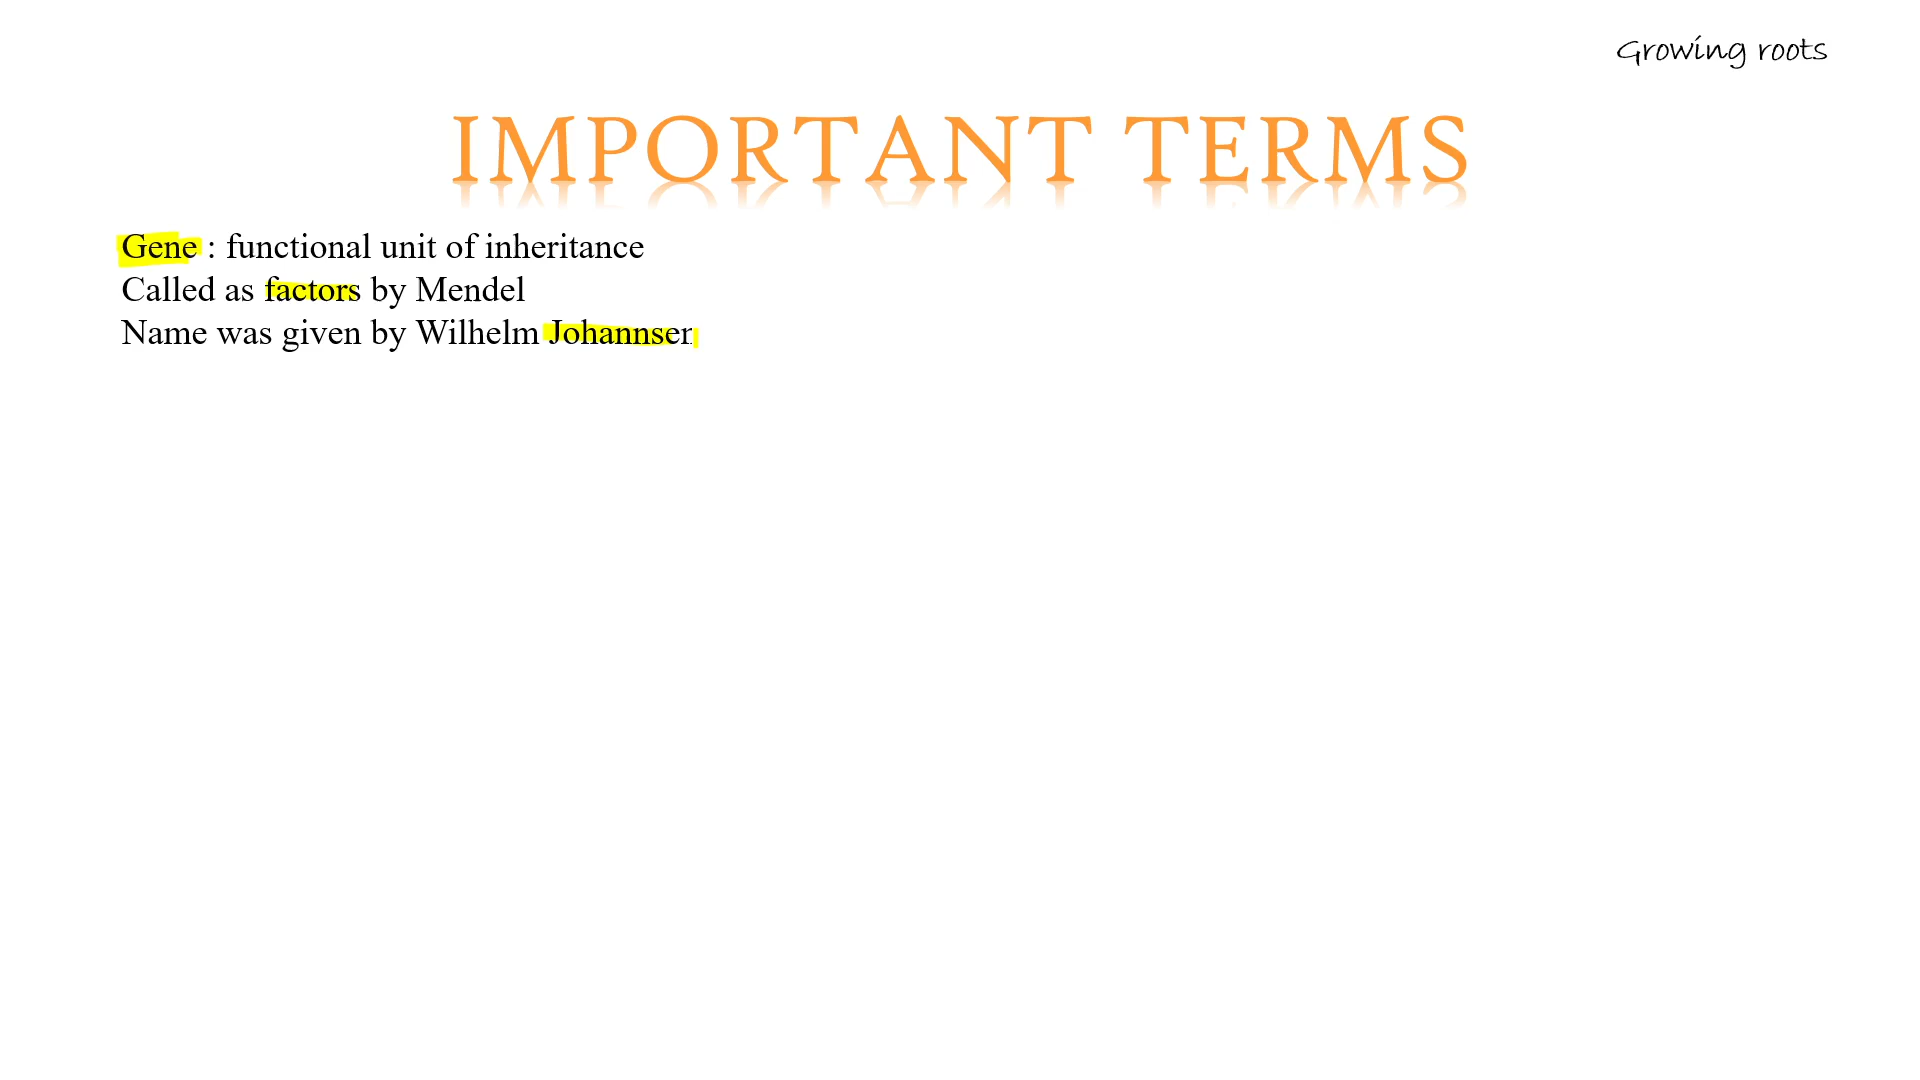 Growing roots
IMPORTANT TERMS
Gene : functional unit of inheritance
Called as factors by Mendel
Name was given by Wilhelm Johannsen